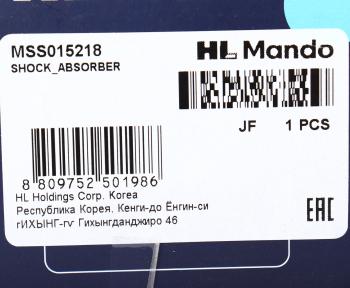 MSS015218
HL Mando
SHOCK_ABSORBER
JF 1 PCS
8 809752 501986
HL Holdings Corp. Korea
Республика Корея, Кенги-до Ёнгин-си
гИХЫНГ-гv Гихынгданджиро 46
EAC